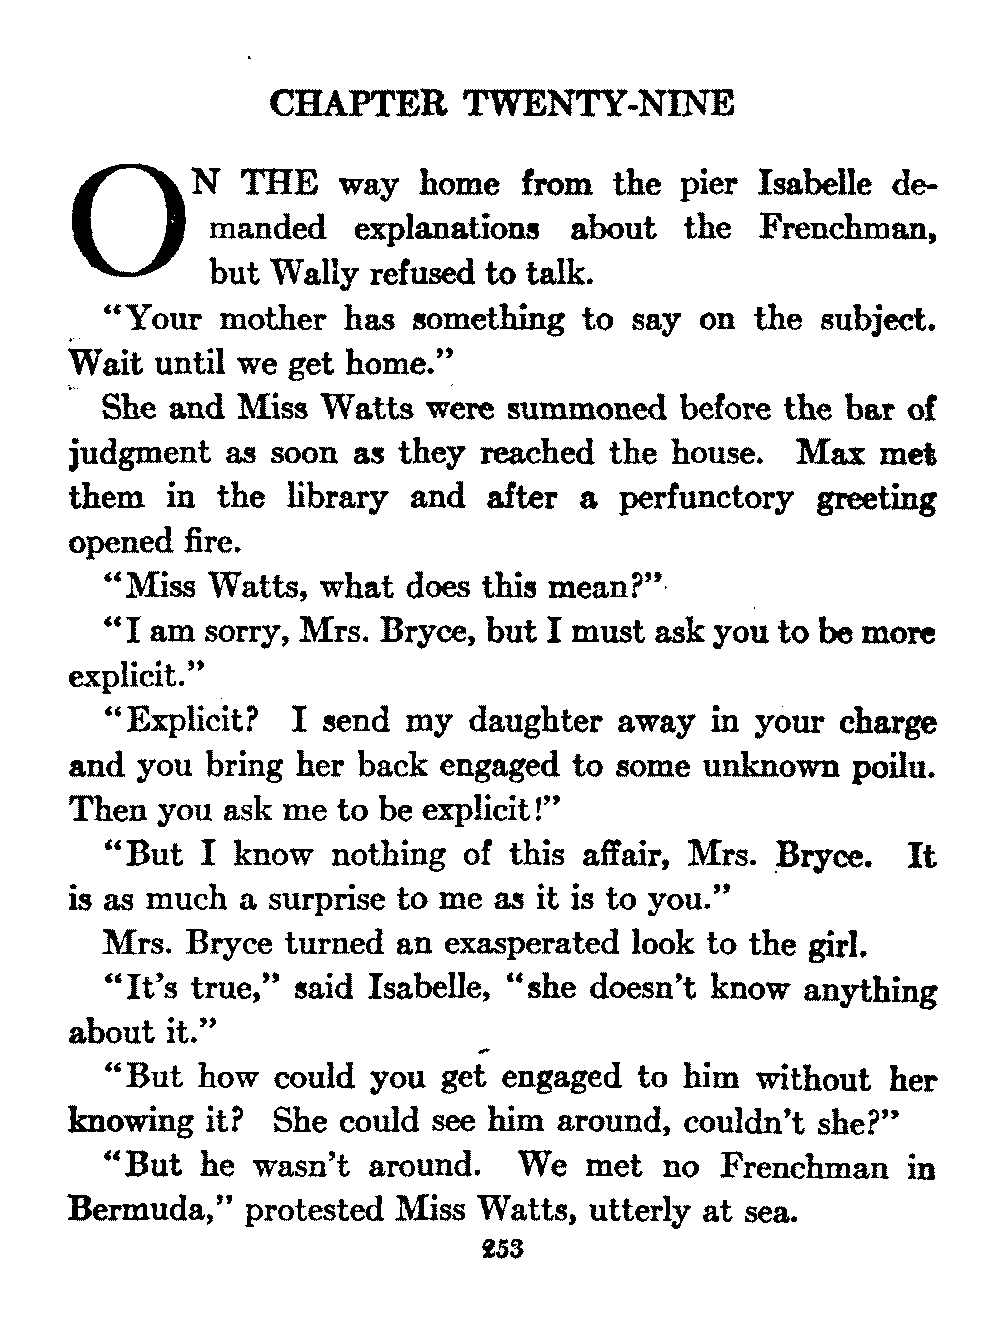 CHAPTER TWENTY-NINE
ON THE way home from the pier Isabelle de-
manded explanations about the Frenchman,
but Wally refused to talk.
“Your mother has something to say on the subject.
Wait until we get home.”
She and Miss Watts were summoned before the bar of
judgment as soon as they reached the house. Max met
them in the library and after a perfunctory greeting
opened fire.
“Miss Watts, what does this mean?”
“I am sorry, Mrs. Bryce, but I must ask you to be more
explicit.”
“Explicit? I send my daughter away in your charge
and you bring her back engaged to some unknown poilu.
Then you ask me to be explicit!”
“But I know nothing of this affair, Mrs. Bryce. It
is as much a surprise to me as it is to you.”
Mrs. Bryce turned an exasperated look to the girl.
“It’s true,” said Isabelle, “she doesn’t know anything
about it.”
“But how could you get engaged to him without her
knowing it? She could see him around, couldn’t she?”
“But he wasn’t around. We met no Frenchman in
Bermuda,” protested Miss Watts, utterly at sea.
253